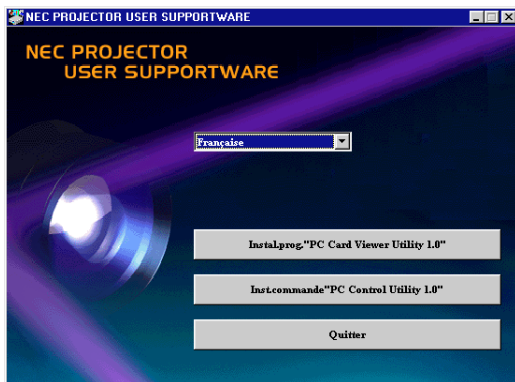 NEC PROJECTOR USER SUPPORTWARE
NEC PROJECTOR
USER SUPPORTWARE
Française
Instal.prog."PC Card Viewer Utility 1.0"
Inst.commande"PC Control Utility 1.0"
Quitter